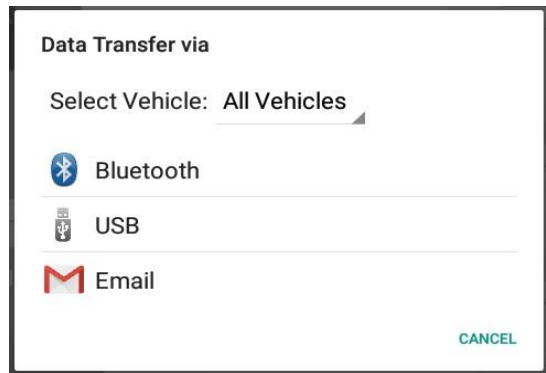 Data Transfer via
Select Vehicle: All Vehicles
Bluetooth
USB
Email
CANCEL